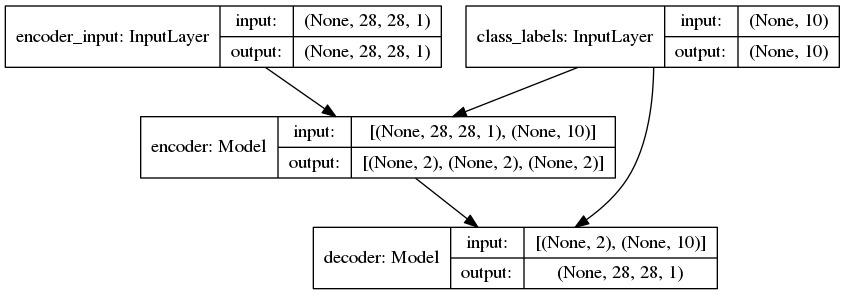 encoder_input: InputLayer
input:
(None, 28, 28, 1)
output:
(None, 28, 28, 1)
class_labels: InputLayer
input:
(None, 10)
output:
(None, 10)
encoder: Model
input:
[(None, 28, 28, 1), (None, 10)]
output:
[(None, 2), (None, 2), (None, 2)]
decoder: Model
input:
[(None, 2), (None, 10)]
output:
(None, 28, 28, 1)